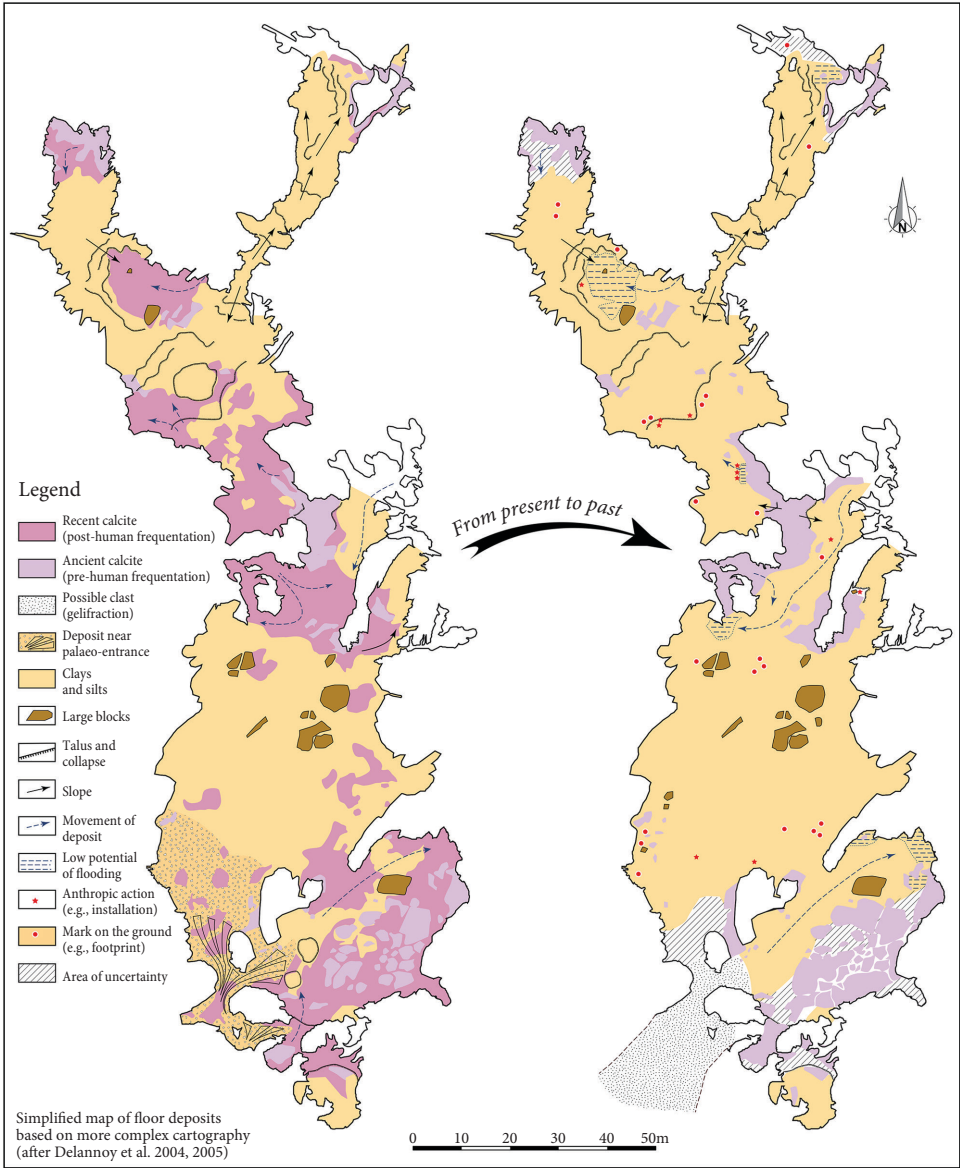 N
From present to past
Legend
Recent calcite
(post-human frequentation)
Ancient calcite
(pre-human frequentation)
Possible clast
(gelifraction)
Deposit near
palaeo-entrance
Clays
and silts
Large blocks
Talus and
collapse
Slope
Movement of
deposit
Low potential
of flooding
Anthropic action
(e.g., installation)
Mark on the ground
(e.g., footprint)
Area of uncertainty
Simplified map of floor deposits
based on more complex cartography
(after Delannoy et al. 2004, 2005)
0 10 20 30 40 50m